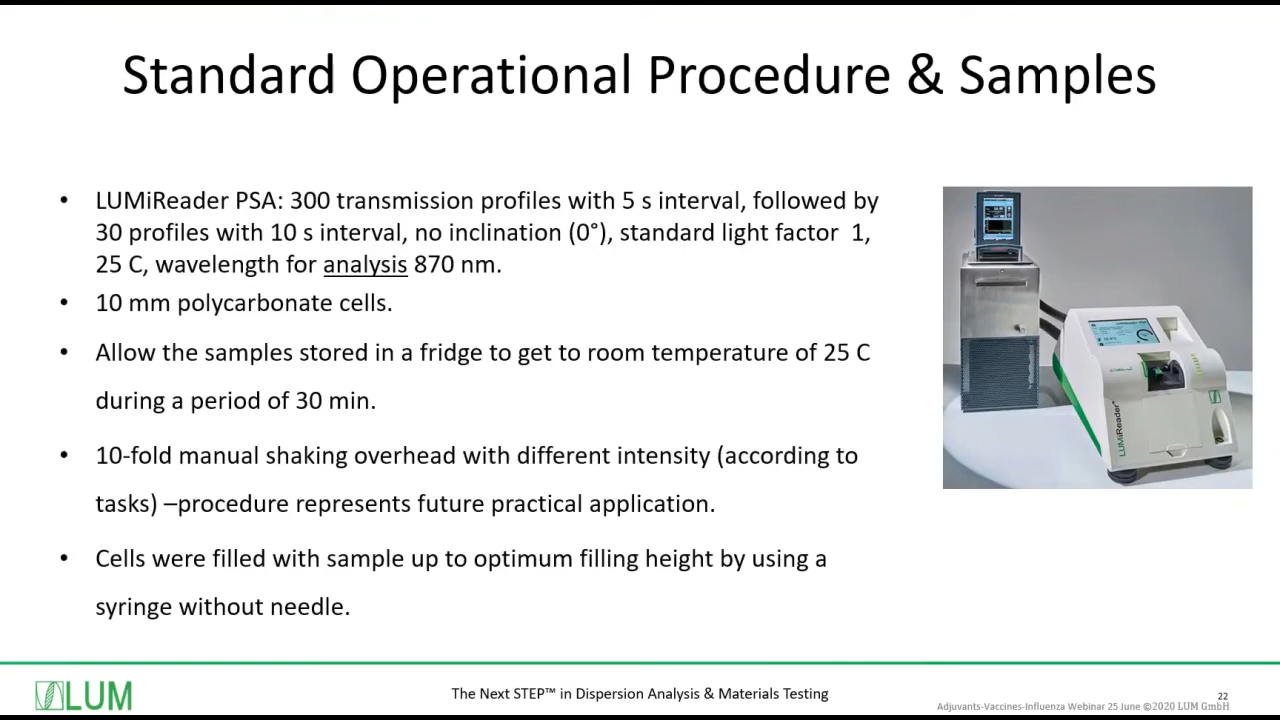 Standard Operational Procedure & Samples
• LUMiReader PSA: 300 transmission profiles with 5 s interval, followed by
30 profiles with 10 s interval, no inclination (0°), standard light factor 1,
25 C, wavelength for analysis 870 nm.
• 10 mm polycarbonate cells.
• Allow the samples stored in a fridge to get to room temperature of 25 C
during a period of 30 min.
• 10-fold manual shaking overhead with different intensity (according to
tasks) –procedure represents future practical application.
• Cells were filled with sample up to optimum filling height by using a
syringe without needle.
LUMiReader
LUM
The Next STEP™ in Dispersion Analysis & Materials Testing
22
Adjuvants-Vaccines-Influenza Webinar 25 June ©2020 LUM GmbH